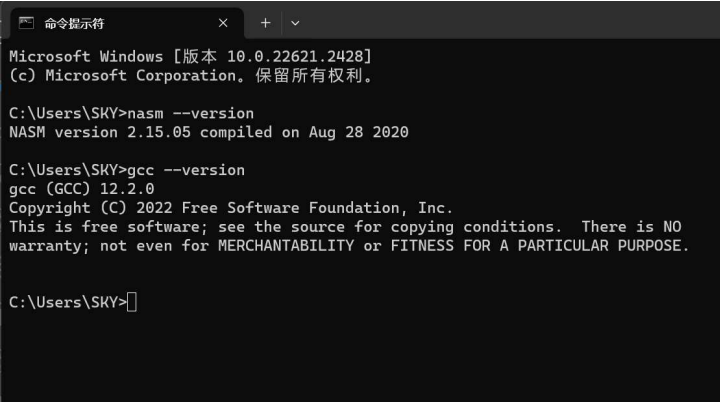 命令提示符
Microsoft Windows [版本 10.0.22621.2428]
(c) Microsoft Corporation。保留所有权利。
C:\Users\SKY>nasm --version
NASM version 2.15.05 compiled on Aug 28 2020
C:\Users\SKY>gcc --version
gcc (GCC) 12.2.0
Copyright (C) 2022 Free Software Foundation, Inc.
This is free software; see the source for copying conditions.  There is NO
warranty; not even for MERCHANTABILITY or FITNESS FOR A PARTICULAR PURPOSE.
C:\Users\SKY>